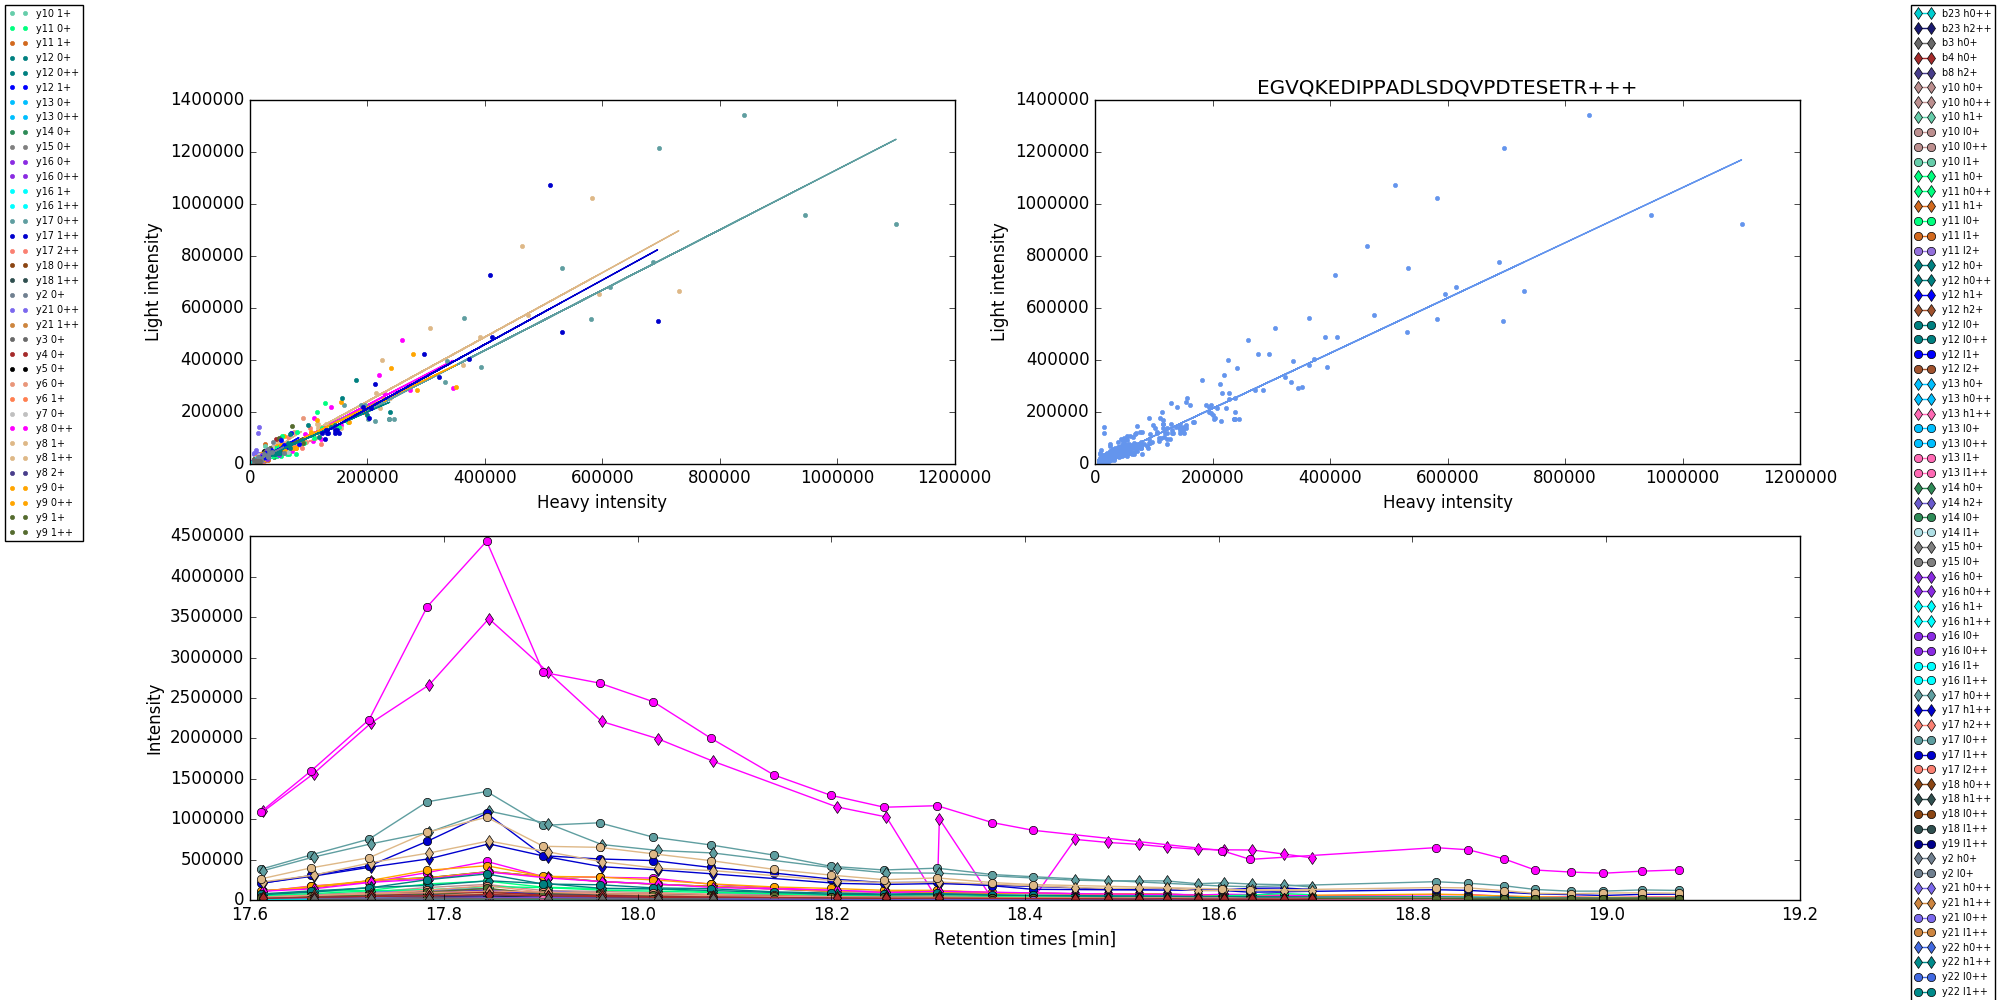 y10 1+
y11 0+
y11 1+
y12 0+
y12 0++
y12 1+
y13 0+
y13 0++
y14 0+
y15 0+
y16 0+
y16 0++
y16 1+
y16 1++
y17 0++
y17 1++
y17 2++
y18 0++
y18 1++
y2 0+
y21 0++
y21 1++
y3 0+
y4 0+
y5 0+
y6 0+
y6 1+
y7 0+
y8 0++
y8 1+
y8 1++
y8 2+
y9 0+
y9 0++
y9 1+
y9 1++
1400000
1200000
1000000
800000
600000
400000
200000
0
Light intensity
0 200000 400000 600000 800000 1000000 1200000
Heavy intensity
EGVQKEDIPPADLSDQVPDTESETR+++
1400000
1200000
1000000
800000
600000
400000
200000
0
Light intensity
0 200000 400000 600000 800000 1000000 1200000
Heavy intensity
4500000
4000000
3500000
3000000
2500000
2000000
1500000
1000000
500000
0
Intensity
17.6 17.8 18.0 18.2 18.4 18.6 18.8 19.0 19.2
Retention times [min]
b23 h0++
b23 h2++
b3 h0+
b4 h0+
b8 h2+
y10 h0+
y10 h0++
y10 h1+
y10 l0+
y10 l0++
y10 l1+
y11 h0+
y11 h0++
y11 h1+
y11 l0+
y11 l1+
y11 l2+
y12 h0+
y12 h0++
y12 h1+
y12 h2+
y12 l0+
y12 l0++
y12 l1+
y12 l2+
y13 h0+
y13 h0++
y13 h1++
y13 l0+
y13 l0++
y13 l1+
y13 l1++
y14 h0+
y14 h2+
y14 l0+
y14 l1+
y15 h0+
y15 l0+
y16 h0+
y16 h0++
y16 h1+
y16 h1++
y16 l0+
y16 l0++
y16 l1+
y16 l1++
y17 h0++
y17 h1++
y17 h2++
y17 l0++
y17 l1++
y17 l2++
y18 h0++
y18 h1++
y18 l0++
y18 l1++
y19 l1++
y2 h0+
y2 l0+
y21 h0++
y21 h1++
y21 l0++
y21 l1++
y22 h0++
y22 h1++
y22 l0++
y22 l1++